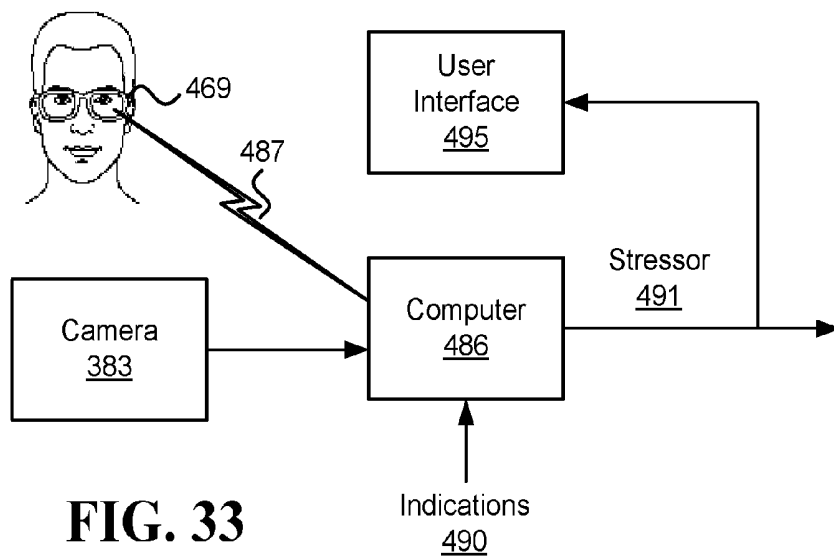 469
487
User
Interface
495
Stressor
491
Camera
383
Computer
486
Indications
490
FIG. 33